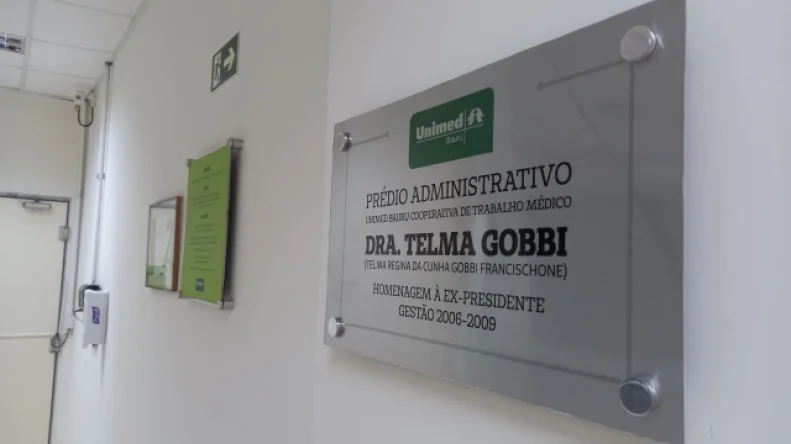 Unimed
Bauru
PRÉDIO ADMINISTRATIVO
UNIMED BAURU COOPERATIVA DE TRABALHO MÉDICO
DRA. TELMA GOBBI
(TELMA REGINA DA CUNHA GOBBI FRANCISCHONE)
HOMENAGEM À EX-PRESIDENTE
GESTÃO 2006-2009